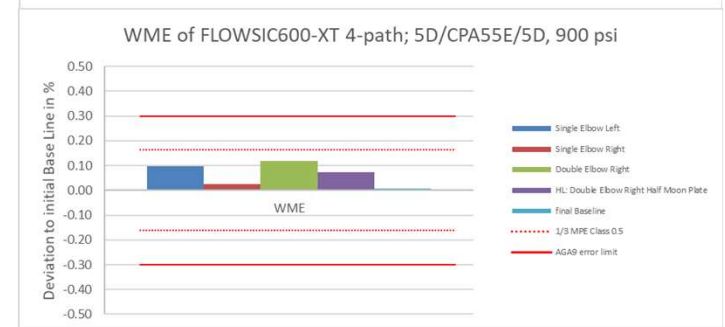 WME of FLOWSIC600-XT 4-path; 5D/CPA55E/5D, 900 psi
Deviation to initial Base Line in %
0.50
0.40
0.30
0.20
0.10
0.00
-0.10
-0.20
-0.30
-0.40
-0.50
WME
Single Elbow Left
Single Elbow Right
Double Elbow Right
HL: Double Elbow Right Half Moon Plate
final Baseline
1/3 MPE Class 0.5
AGA9 error limit